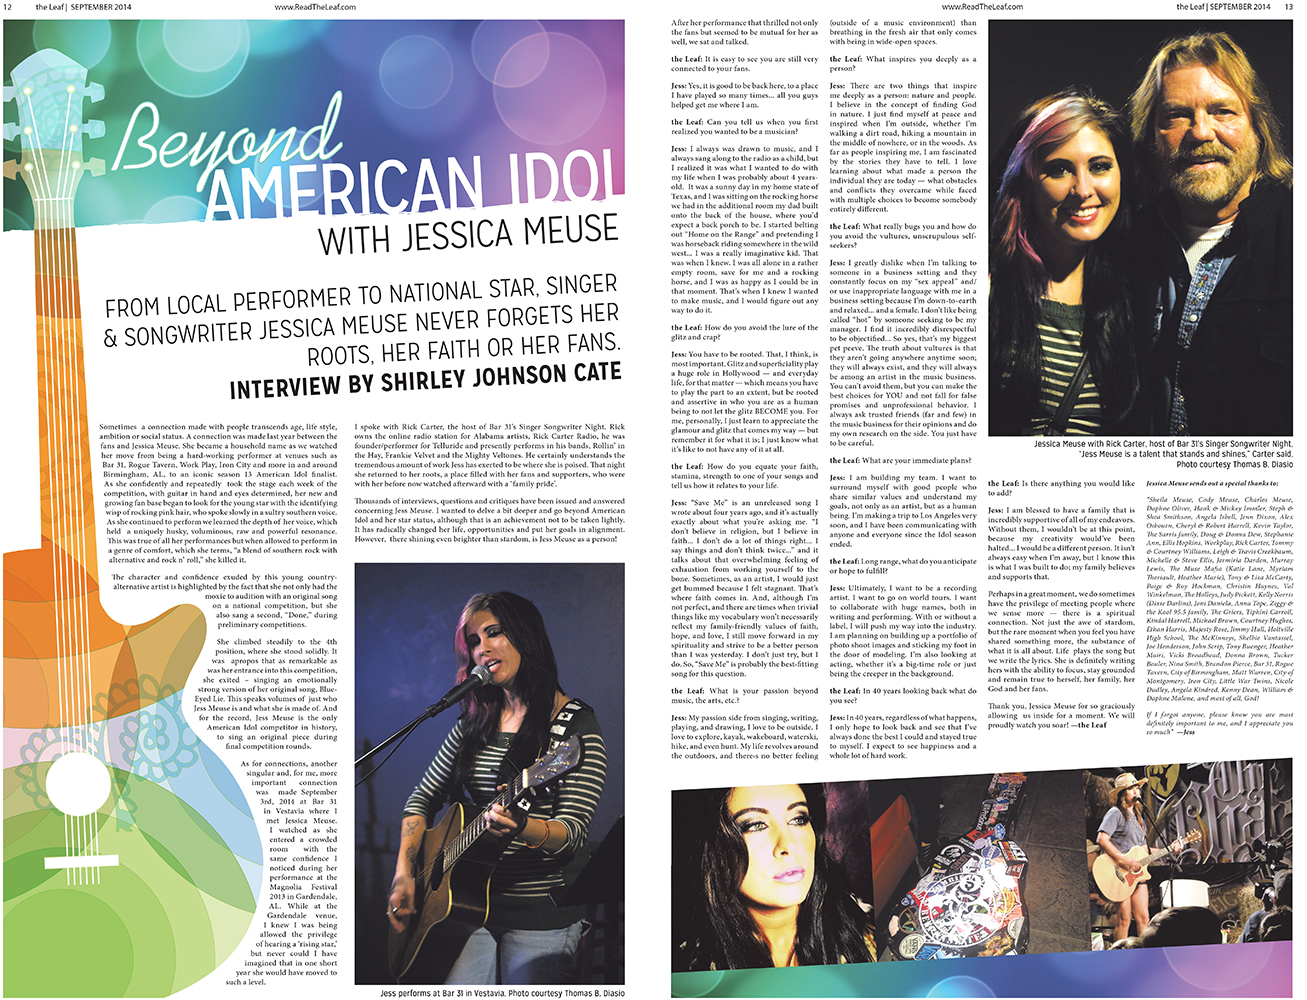 12 the Leaf | SEPTEMBER 2014 www.ReadTheLeaf.com
Beyond
AMERICAN IDOL
WITH JESSICA MEUSE
FROM LOCAL PERFORMER TO NATIONAL STAR, SINGER
& SONGWRITER JESSICA MEUSE NEVER FORGETS HER
ROOTS, HER FAITH OR HER FANS.
INTERVIEW BY SHIRLEY JOHNSON CATE
Sometimes a connection made with people transcends age, life style,
ambition or social status. A connection was made last year between the
fans and Jessica Meuse. She became a household name as we watched
her move from being a hard-working performer at venues such as
Bar 31, Rogue Tavern, Work Play, Iron City and more in and around
Birmingham, AL, to an iconic season 13 American Idol finalist.
As she confidently and repeatedly took the stage each week of the
competition, with guitar in hand and eyes determined, her new and
growing fan base began to look for the young star with the identifying
wisp of rocking pink hair, who spoke slowly in a sultry southern voice.
As she continued to perform we learned the depth of her voice, which
held a uniquely husky, voluminous, raw and powerful resonance.
This was true of all her performances but when allowed to perform in
a genre of comfort, which she terms, "a blend of southern rock with
alternative and rock n' roll," she killed it.
The character and confidence exuded by this young country-
alternative artist is highlighted by the fact that she not only had the
moxie to audition with an original song
on a national competition, but she
also sang a second, "Done," during
preliminary competitions.
She climbed steadily to the 4th
position, where she stood solidly. It
was apropos that as remarkable as
was her entrance into this competition,
she exited – singing an emotionally
strong version of her original song, Blue-
Eyed Lie. This speaks volumes of just who
Jess Meuse is and what she is made of. And
for the record, Jess Meuse is the only
American Idol competitor in history,
to sing an original piece during
final competition rounds.
As for connections, another
singular and, for me, more
important connection
was made September
3rd, 2014 at Bar 31
in Vestavia where I
met Jessica Meuse.
I watched as she
entered a crowded
room with the
same confidence I
noticed during her
performance at the
Magnolia Festival
2013 in Gardendale,
AL. While at the
Gardendale venue,
I knew I was being
allowed the privilege
of hearing a 'rising star,'
but never could I have
imagined that in one short
year she would have moved to
such a level.
I spoke with Rick Carter, the host of Bar 31's Singer Songwriter Night. Rick
owns the online radio station for Alabama artists, Rick Carter Radio, he was
founder/performer for Telluride and presently performs in his bands, Rollin' in
the Hay, Frankie Velvet and the Mighty Veltones. He certainly understands the
tremendous amount of work Jess has exerted to be where she is poised. That night
she returned to her roots, a place filled with her fans and supporters, who were
with her before now watched afterward with a 'family pride'.
Thousands of interviews, questions and critiques have been issued and answered
concerning Jess Meuse. I wanted to delve a bit deeper and go beyond American
Idol and her star status, although that is an achievement not to be taken lightly.
It has radically changed her life, opportunities and put her goals in alignment.
However, there shining even brighter than stardom, is Jess Meuse as a person!
Jess performs at Bar 31 in Vestavia. Photo courtesy Thomas B. Diasio
www.ReadTheLeaf.com the Leaf | SEPTEMBER 2014 13
After her performance that thrilled not only
the fans but seemed to be mutual for her as
well, we sat and talked.
the Leaf: It is easy to see you are still very
connected to your fans.
Jess: Yes, it is good to be back here, to a place
I have played so many times... all you guys
helped get me where I am.
the Leaf: Can you tell us when you first
realized you wanted to be a musician?
Jess: I always was drawn to music, and I
always sang along to the radio as a child, but
I realized it was what I wanted to do with
my life when I was probably about 4 years-
old. It was a sunny day in my home state of
Texas, and I was sitting on the rocking horse
we had in the additional room my dad built
onto the back of the house, where you'd
expect a back porch to be. I started belting
out "Home on the Range" and pretending I
was horseback riding somewhere in the wild
west... I was a really imaginative kid. That
was when I knew. I was all alone in a rather
empty room, save for me and a rocking
horse, and I was as happy as I could be in
that moment. That's when I knew I wanted
to make music, and I would figure out any
way to do it.
the Leaf: How do you avoid the lure of the
glitz and crap?
Jess: You have to be rooted. That, I think, is
most important. Glitz and superficiality play
a huge role in Hollywood — and everyday
life, for that matter — which means you have
to play the part to an extent, but be rooted
and assertive in who you are as a human
being to not let the glitz BECOME you. For
me, personally, I just learn to appreciate the
glamour and glitz that comes my way — but
remember it for what it is; I just know what
it's like to not have any of it at all.
the Leaf: How do you equate your faith,
stamina, strength to one of your songs and
tell us how it relates to your life.
Jess: "Save Me" is an unreleased song I
wrote about four years ago, and it's actually
exactly about what you're asking me. "I
don't believe in religion, but I believe in
faith... I don't do a lot of things right... I
say things and don't think twice..." and it
talks about that overwhelming feeling of
exhaustion from working yourself to the
bone. Sometimes, as an artist, I would just
get bummed because I felt stagnant. That's
where faith comes in. And, although I'm
not perfect, and there are times when trivial
things like my vocabulary won't necessarily
reflect my family-friendly values of faith,
hope, and love, I still move forward in my
spirituality and strive to be a better person
than I was yesterday. I don't just try, but I
do. So, "Save Me" is probably the best-fitting
song for this question.
the Leaf: What is your passion beyond
music, the arts, etc.?
Jess: My passion side from singing, writing,
playing, and drawing, I love to be outside. I
love to explore, kayak, wakeboard, waterski,
hike, and even hunt. My life revolves around
the outdoors, and there's no better feeling
(outside of a music environment) than
breathing in the fresh air that only comes
with being in wide-open spaces.
the Leaf: What inspires you deeply as a
person?
Jess: There are two things that inspire
me deeply as a person: nature and people.
I believe in the concept of finding God
in nature. I just find myself at peace and
inspired when I'm outside, whether I'm
walking a dirt road, hiking a mountain in
the middle of nowhere, or in the woods. As
far as people inspiring me, I am fascinated
by the stories they have to tell. I love
learning about what made a person the
individual they are today — what obstacles
and conflicts they overcame while faced
with multiple choices to become somebody
entirely different.
the Leaf: What really bugs you and how do
you avoid the vultures, unscrupulous self-
seekers?
Jess: I greatly dislike when I'm talking to
someone in a business setting and they
constantly focus on my "sex appeal" and/
or use inappropriate language with me in a
business setting because I'm down-to-earth
and relaxed... and a female. I don't like being
called "hot" by someone seeking to be my
manager. I find it incredibly disrespectful
to be objectified... So yes, that's my biggest
pet peeve. The truth about vultures is that
they aren't going anywhere anytime soon;
they will always exist, and they will always
be among an artist in the music business.
You can't avoid them, but you can make the
best choices for YOU and not fall for false
promises and unprofessional behavior. I
always ask trusted friends (far and few) in
the music business for their opinions and do
my own research on the side. You just have
to be careful.
the Leaf: What are your immediate plans?
Jess: I am building my team. I want to
surround myself with good people who
share similar values and understand my
goals, not only as an artist, but as a human
being. I'm making a trip to Los Angeles very
soon, and I have been communicating with
anyone and everyone since the Idol season
ended.
the Leaf: Long range, what do you anticipate
or hope to fulfill?
Jess: Ultimately, I want to be a recording
artist. I want to go on world tours. I want
to collaborate with huge names, both in
writing and performing. With or without a
label, I will push my way into the industry.
I am planning on building up a portfolio of
photo shoot images and sticking my foot in
the door of modeling. I'm also looking at
acting, whether it's a big-time role or just
being the creeper in the background.
the Leaf: In 40 years looking back what do
you see?
Jess: In 40 years, regardless of what happens,
I only hope to look back and see that I've
always done the best I could and stayed true
to myself. I expect to see happiness and a
whole lot of hard work.
Jessica Meuse with Rick Carter, host of Bar 31's Singer Songwriter Night.
"Jess Meuse is a talent that stands and shines," Carter said.
Photo courtesy Thomas B. Diasio
the Leaf: Is there anything you would like
to add?
Jess: I am blessed to have a family that is
incredibly supportive of all of my endeavors.
Without them, I wouldn't be at this point,
because my creativity would've been
halted... I would be a different person. It isn't
always easy when I'm away, but I know this
is what I was built to do; my family believes
and supports that.
Perhaps in a great moment, we do sometimes
have the privilege of meeting people where
we sense more — there is a spiritual
connection. Not just the awe of stardom,
but the rare moment when you feel you have
shared something more, the substance of
what it is all about. Life plays the song but
we write the lyrics. She is definitely writing
hers with the ability to focus, stay grounded
and remain true to herself, her family, her
God and her fans.
Thank you, Jessica Meuse for so graciously
allowing us inside for a moment. We will
proudly watch you soar! —the Leaf
Jessica Meuse sends out a special thanks to:
"Sheila Meuse, Cody Meuse, Charles Meuse,
Daphne Oliver, Hank & Mickey Immler, Steph &
Shea Smithson, Angela Isbell, Jenn Dixon, Alex
Osbourn, Cheryl & Robert Harrell, Kevin Taylor,
The Sarris family, Doug & Donna Dew, Stephanie
Ann, Ellis Hopkins, Workplay, Rick Carter, Tommy
& Courtney Williams, Leigh & Travis Creekbaum,
Michelle & Steve Ellis, Jermiria Darden, Murray
Lewis, The Muse Mafia (Katie Lane, Myriam
Theriault, Heather Marie), Tony & Lisa McCarty,
Paige & Roy Hockman, Christin Haynes, Val
Winkelman, The Holleys, Judy Pickett, Kelly Norris
(Dixie Darlins), Joni Daniela, Anna Tope, Ziggy &
the Kool 95.5 family, The Griers, Tiphini Carroll,
Kindal Harrell, Michael Brown, Courtney Hughes,
Ethan Harris, Majesty Rose, Jimmy Hull, Holtville
High School, The McKinneys, Shelbie Vantassel,
Joe Henderson, John Serip, Tony Buenger, Heather
Mairi, Vicki Broadhead, Donna Brown, Tucker
Bouler, Nina Smith, Brandon Pierce, Bar 31, Rogue
Tavern, City of Birmingham, Matt Warren, City of
Montgomery, Iron City, Little War Twins, Nicole
Dudley, Angela Kindred, Kenny Dean, William &
Daphne Malone, and most of all, God!
If I forgot anyone, please know you are most
definitely important to me, and I appreciate you
so much" —Jess